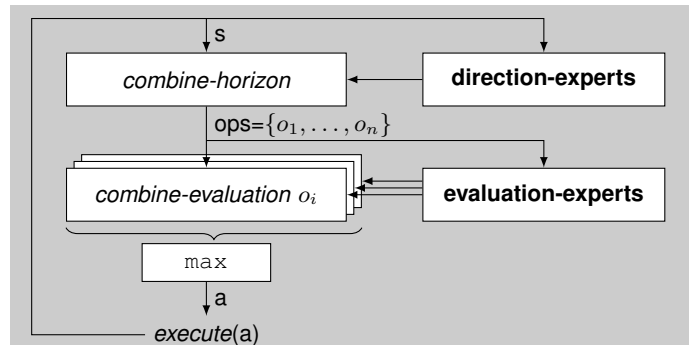 s
combine-horizon
direction-experts
ops={o₁, . . . , oₙ}
combine-evaluation oᵢ
evaluation-experts
max
a
execute(a)